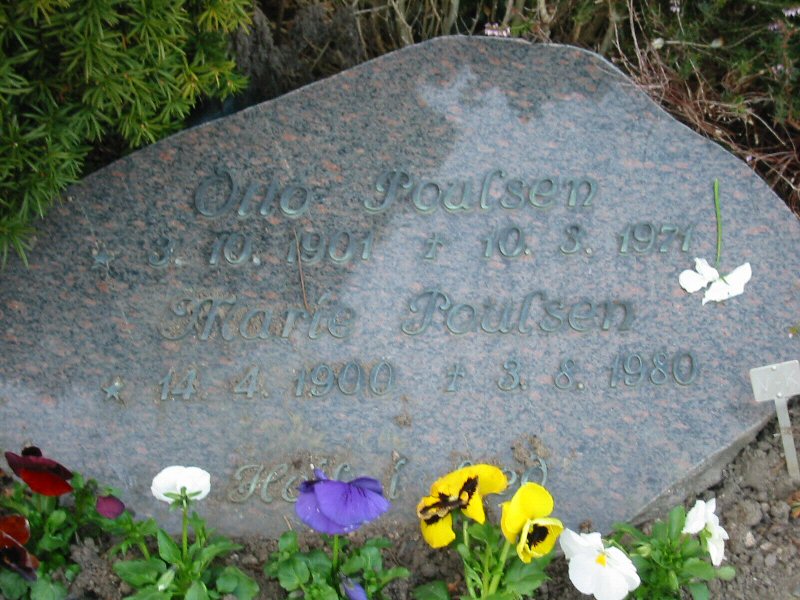 Otto Poulsen
★ 3. 10. 1901 ✝ 10. 3. 1971
Marie Poulsen
★ 14. 4. 1900 ✝ 3. 8. 1980